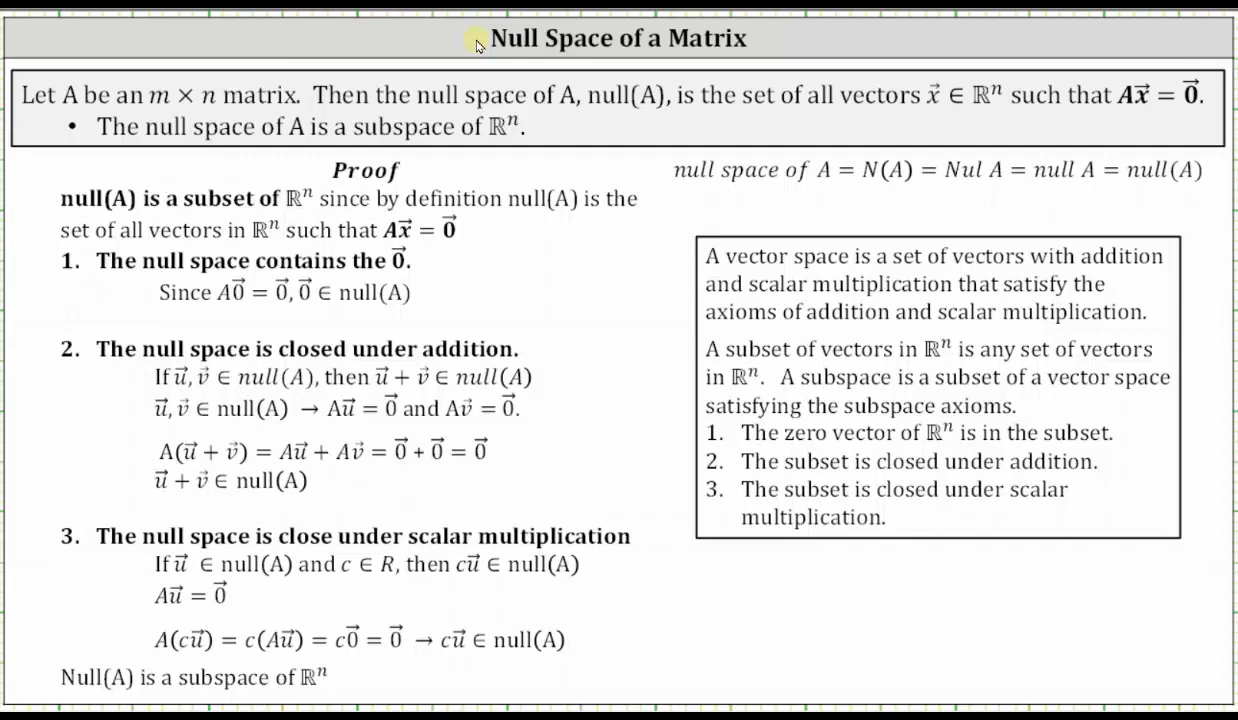 Null Space of a Matrix
Let A be an m × n matrix. Then the null space of A, null(A), is the set of all vectors x⃗ ∈ ℝⁿ such that Ax⃗ = 0⃗.
• The null space of A is a subspace of ℝⁿ.
Proof
null(A) is a subset of ℝⁿ since by definition null(A) is the
set of all vectors in ℝⁿ such that Ax⃗ = 0⃗
1. The null space contains the 0⃗.
Since A0⃗ = 0⃗, 0⃗ ∈ null(A)
2. The null space is closed under addition.
If u⃗, v⃗ ∈ null(A), then u⃗ + v⃗ ∈ null(A)
u⃗, v⃗ ∈ null(A) → Au⃗ = 0⃗ and Av⃗ = 0⃗.
A(u⃗ + v⃗) = Au⃗ + Av⃗ = 0⃗ + 0⃗ = 0⃗
u⃗ + v⃗ ∈ null(A)
3. The null space is close under scalar multiplication
If u⃗ ∈ null(A) and c ∈ R, then cu⃗ ∈ null(A)
Au⃗ = 0⃗
A(cu⃗) = c(Au⃗) = c0⃗ = 0⃗ → cu⃗ ∈ null(A)
Null(A) is a subspace of ℝⁿ
null space of A = N(A) = Nul A = null A = null(A)
A vector space is a set of vectors with addition
and scalar multiplication that satisfy the
axioms of addition and scalar multiplication.
A subset of vectors in ℝⁿ is any set of vectors
in ℝⁿ. A subspace is a subset of a vector space
satisfying the subspace axioms.
1. The zero vector of ℝⁿ is in the subset.
2. The subset is closed under addition.
3. The subset is closed under scalar
multiplication.